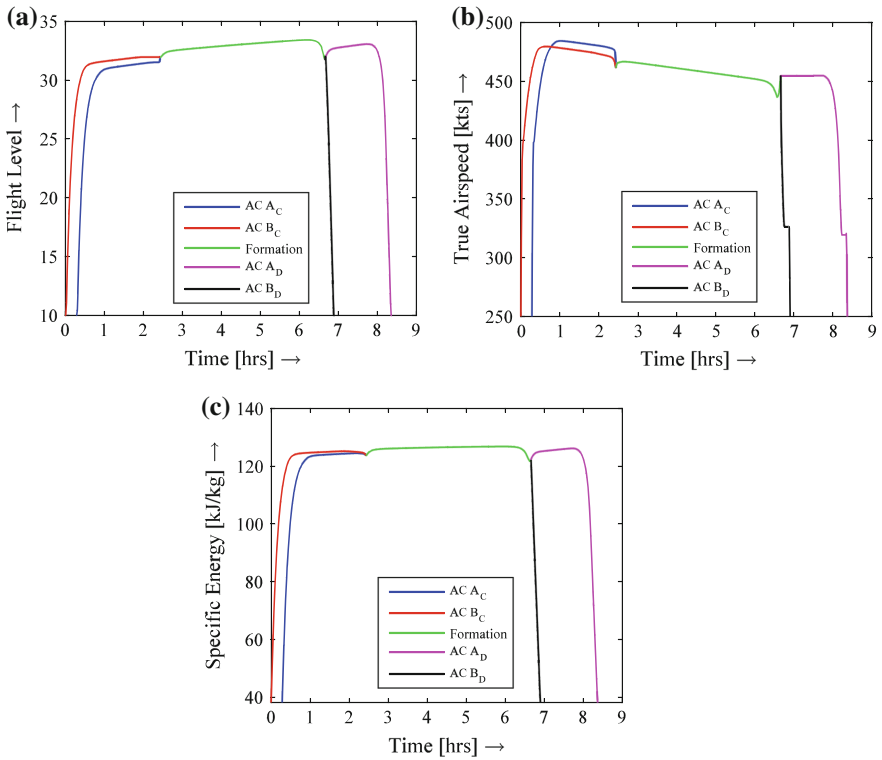 (a)
35
30
25
20
15
10
Flight Level →
0 1 2 3 4 5 6 7 8 9
Time [hrs] →
AC A_C
AC B_C
Formation
AC A_D
AC B_D
(b)
500
450
400
350
300
250
True Airspeed [kts] →
0 1 2 3 4 5 6 7 8 9
Time [hrs] →
AC A_C
AC B_C
Formation
AC A_D
AC B_D
(c)
140
120
100
80
60
40
Specific Energy [kJ/kg] →
0 1 2 3 4 5 6 7 8 9
Time [hrs] →
AC A_C
AC B_C
Formation
AC A_D
AC B_D